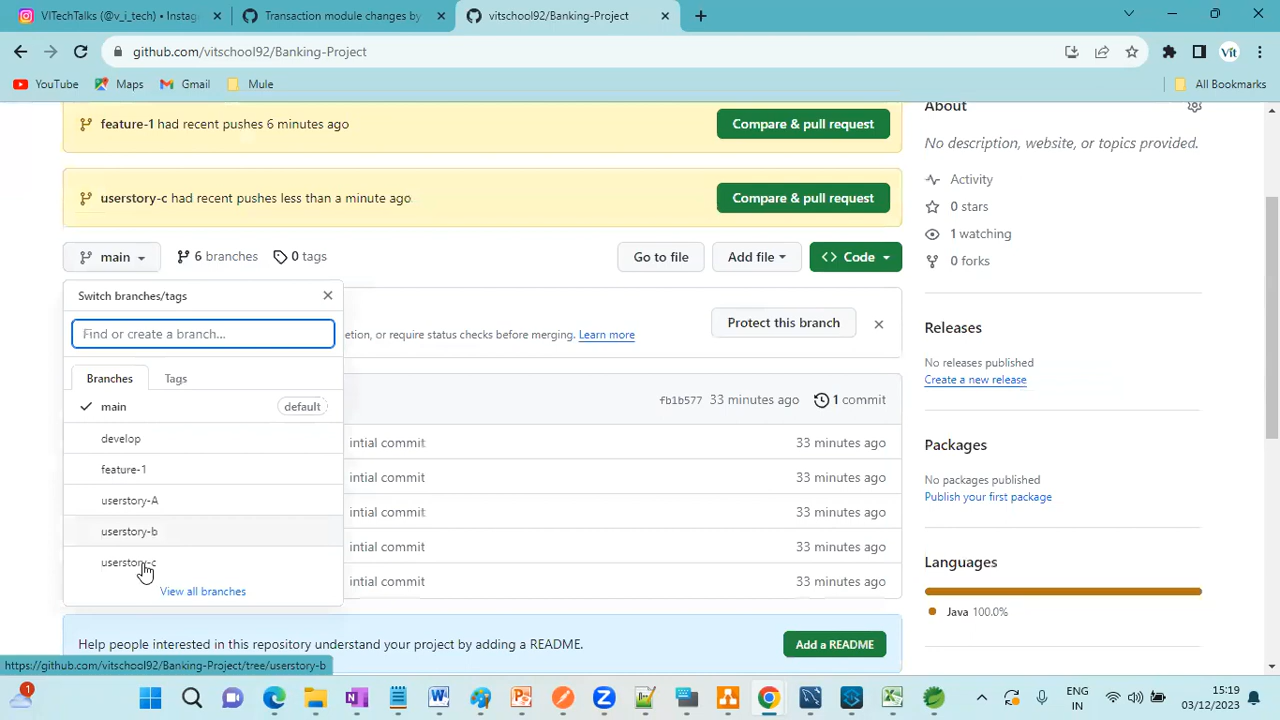 VITechTalks (@v_i_tech) • Instag
Transaction module changes by
vitschool92/Banking-Project
github.com/vitschool92/Banking-Project
Vit
YouTube
Maps
Gmail
Mule
All Bookmarks
feature-1 had recent pushes 6 minutes ago
Compare & pull request
userstory-c had recent pushes less than a minute ago
Compare & pull request
main
6 branches
0 tags
Go to file
Add file
<> Code
Switch branches/tags
Find or create a branch...
Branches
Tags
main
default
develop
feature-1
userstory-A
userstory-b
userstory-c
View all branches
etion, or require status checks before merging. Learn more
Protect this branch
fb1b577 33 minutes ago
1 commit
intial commit
33 minutes ago
intial commit
33 minutes ago
intial commit
33 minutes ago
intial commit
33 minutes ago
intial commit
33 minutes ago
Help people interested in this repository understand your project by adding a README.
Add a README
About
No description, website, or topics provided.
Activity
0 stars
1 watching
0 forks
Releases
No releases published
Create a new release
Packages
No packages published
Publish your first package
Languages
Java 100.0%
https://github.com/vitschool92/Banking-Project/tree/userstory-b
1
ENG
IN
15:19
03/12/2023